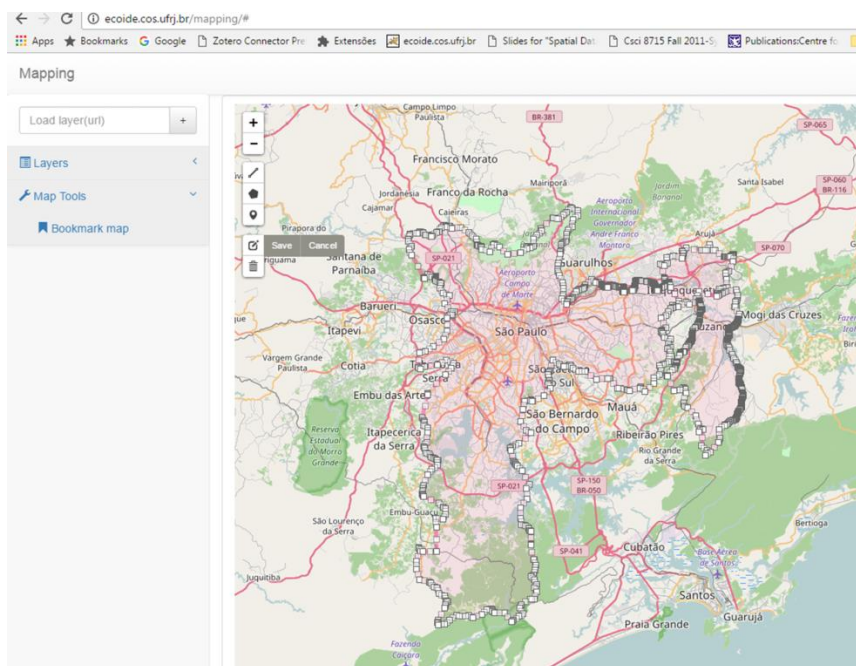 ecoide.cos.ufrj.br/mapping/#
Apps Bookmarks Google Zotero Connector Pre Extensões ecoide.cos.ufrj.br Slides for "Spatial Dat Csci 8715 Fall 2011-Sy Publications:Centre fo
Mapping
Load layer(url) +
Layers
Map Tools
Bookmark map
+
−
Save Cancel
Campo Limpo
Paulista
BR-381
SP-065
Francisco Morato
Mairiporã
Jardim
Bonanal
Santa Isabel
SP-060
BR-116
Jordanésia
Franco da Rocha
Cajamar
Caieiras
Aeroporto
Internacional
Governador
Andre Franco
Montoro
Pirapora do
Arujá
SP-070
SP-021
Guarulhos
Santana de
Parnaíba
Aeroporto
Campo
de Marte
Barueri
Osasco
São Paulo
Mogi das Cruzes
Itapevi
Vargem Grande
Paulista
Cotia
Serra
do Sul
Embu das Artes
São Bernardo
do Campo
Mauá
Reserva
Estadual
do Morro
Grande
Itapecerica
da Serra
Ribeirão Pires
Rio Grande
da Serra
SP-021
SP-150
BR-050
Embu-Guaçu
São Lourenço
da Serra
Bertioga
SP-041
Cubatão
Base Aérea
de Santos
Juquitiba
Santos
Guarujá
Praia Grande
Fazenda
Caiçara